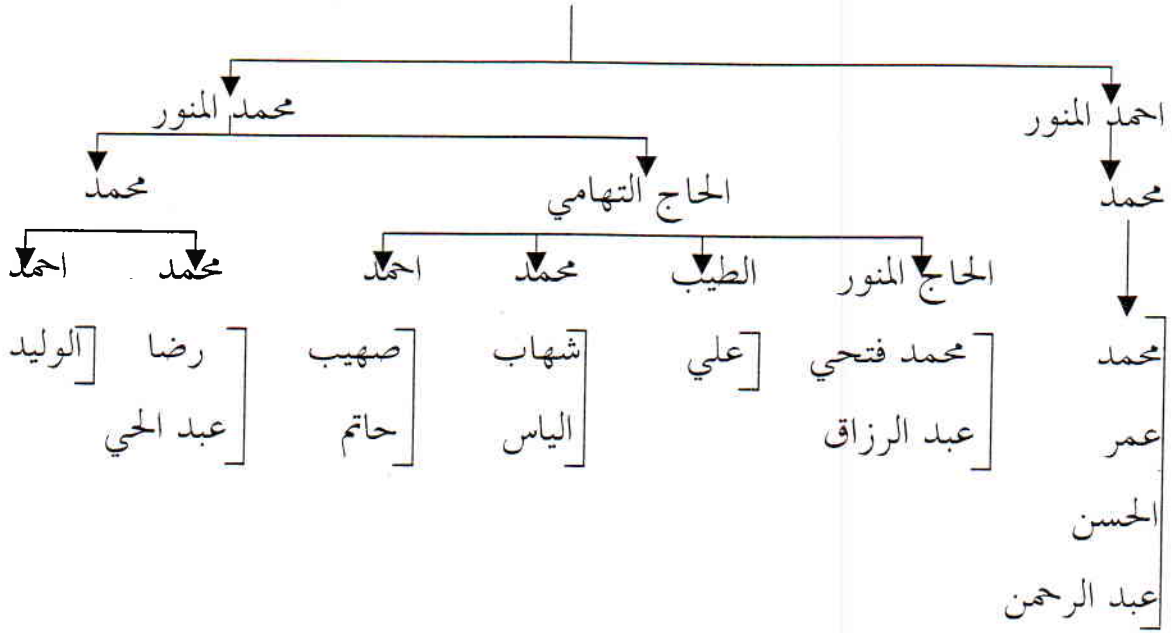 احمد المنور محمد المنور
محمد الحاج التهامي محمد
الحاج المنور الطيب محمد احمد محمد احمد
محمد محمد فتحي علي شهاب صهيب رضا الوليد
عمر عبد الرزاق الياس حاتم عبد الحي
الحسن
عبد الرحمن